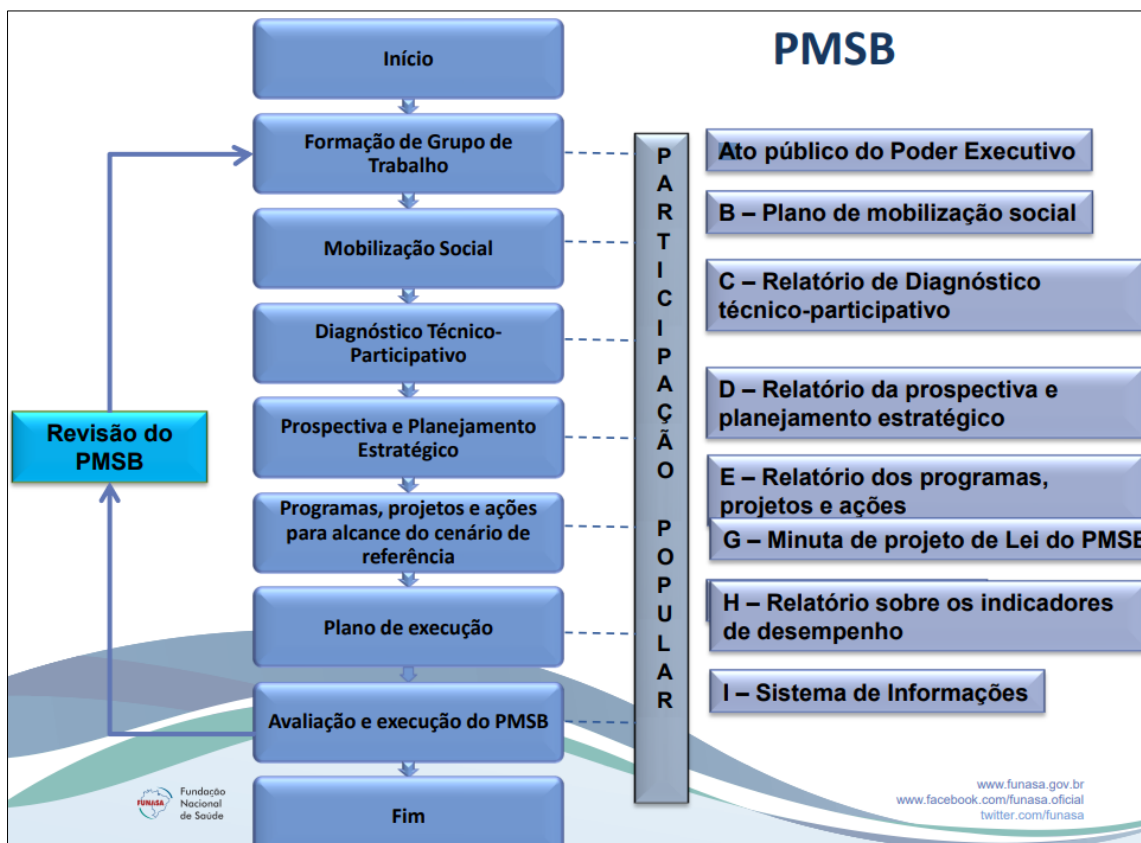 PMSB
Início
Formação de Grupo de
Trabalho
Mobilização Social
Diagnóstico Técnico-
Participativo
Prospectiva e Planejamento
Estratégico
Programas, projetos e ações
para alcance do cenário de
referência
Plano de execução
Avaliação e execução do PMSB
Fim
Revisão do
PMSB
PARTICIPAÇÃO POPULAR
Ato público do Poder Executivo
B – Plano de mobilização social
C – Relatório de Diagnóstico
técnico-participativo
D – Relatório da prospectiva e
planejamento estratégico
E – Relatório dos programas,
projetos e ações
G – Minuta de projeto de Lei do PMSB
H – Relatório sobre os indicadores
de desempenho
I – Sistema de Informações
FUNASA
Fundação
Nacional
de Saúde
www.funasa.gov.br
www.facebook.com/funasa.oficial
twitter.com/funasa